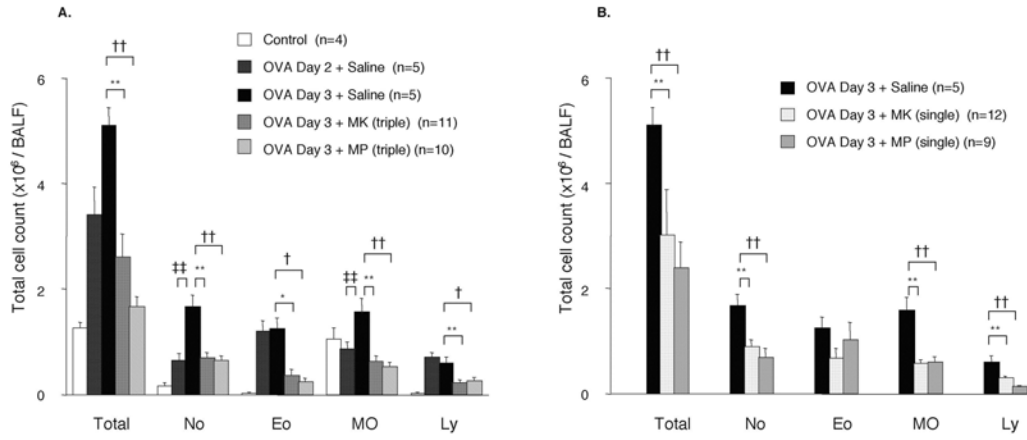 A.
Control (n=4)
OVA Day 2 + Saline (n=5)
OVA Day 3 + Saline (n=5)
OVA Day 3 + MK (triple) (n=11)
OVA Day 3 + MP (triple) (n=10)
Total cell count (x10⁶ / BALF)
6
4
2
0
††
**
‡‡
††
**
†
*
‡‡
††
**
†
**
Total No Eo MO Ly
B.
OVA Day 3 + Saline (n=5)
OVA Day 3 + MK (single) (n=12)
OVA Day 3 + MP (single) (n=9)
Total cell count (x10⁶ / BALF)
6
4
2
0
††
**
††
**
††
**
††
**
Total No Eo MO Ly